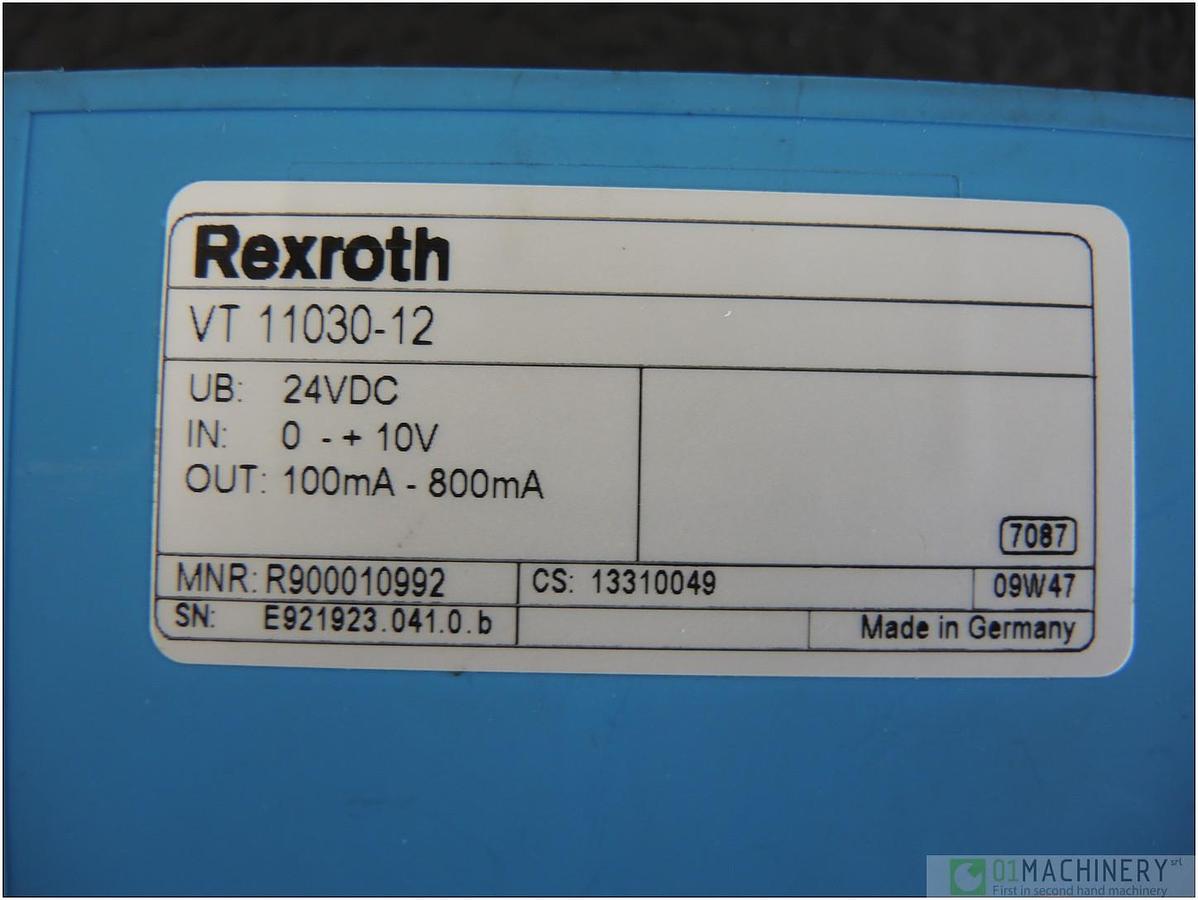 Rexroth
VT 11030-12
UB: 24VDC
IN: 0 - + 10V
OUT: 100mA - 800mA
7087
MNR: R900010992 CS: 13310049 09W47
SN: E921923.041.0.b Made in Germany
01MACHINERY srl
First in second hand machinery